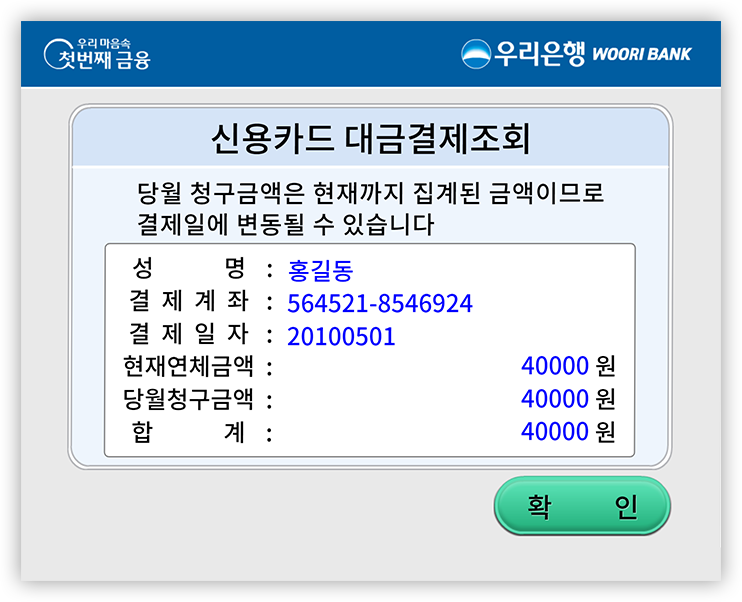 우리 마음속
첫번째 금융
우리은행 WOORI BANK
신용카드 대금결제조회
당월 청구금액은 현재까지 집계된 금액이므로
결제일에 변동될 수 있습니다
성 명 : 홍길동
결 제 계 좌 : 564521-8546924
결 제 일 자 : 20100501
현재연체금액 : 40000 원
당월청구금액 : 40000 원
합 계 : 40000 원
확 인